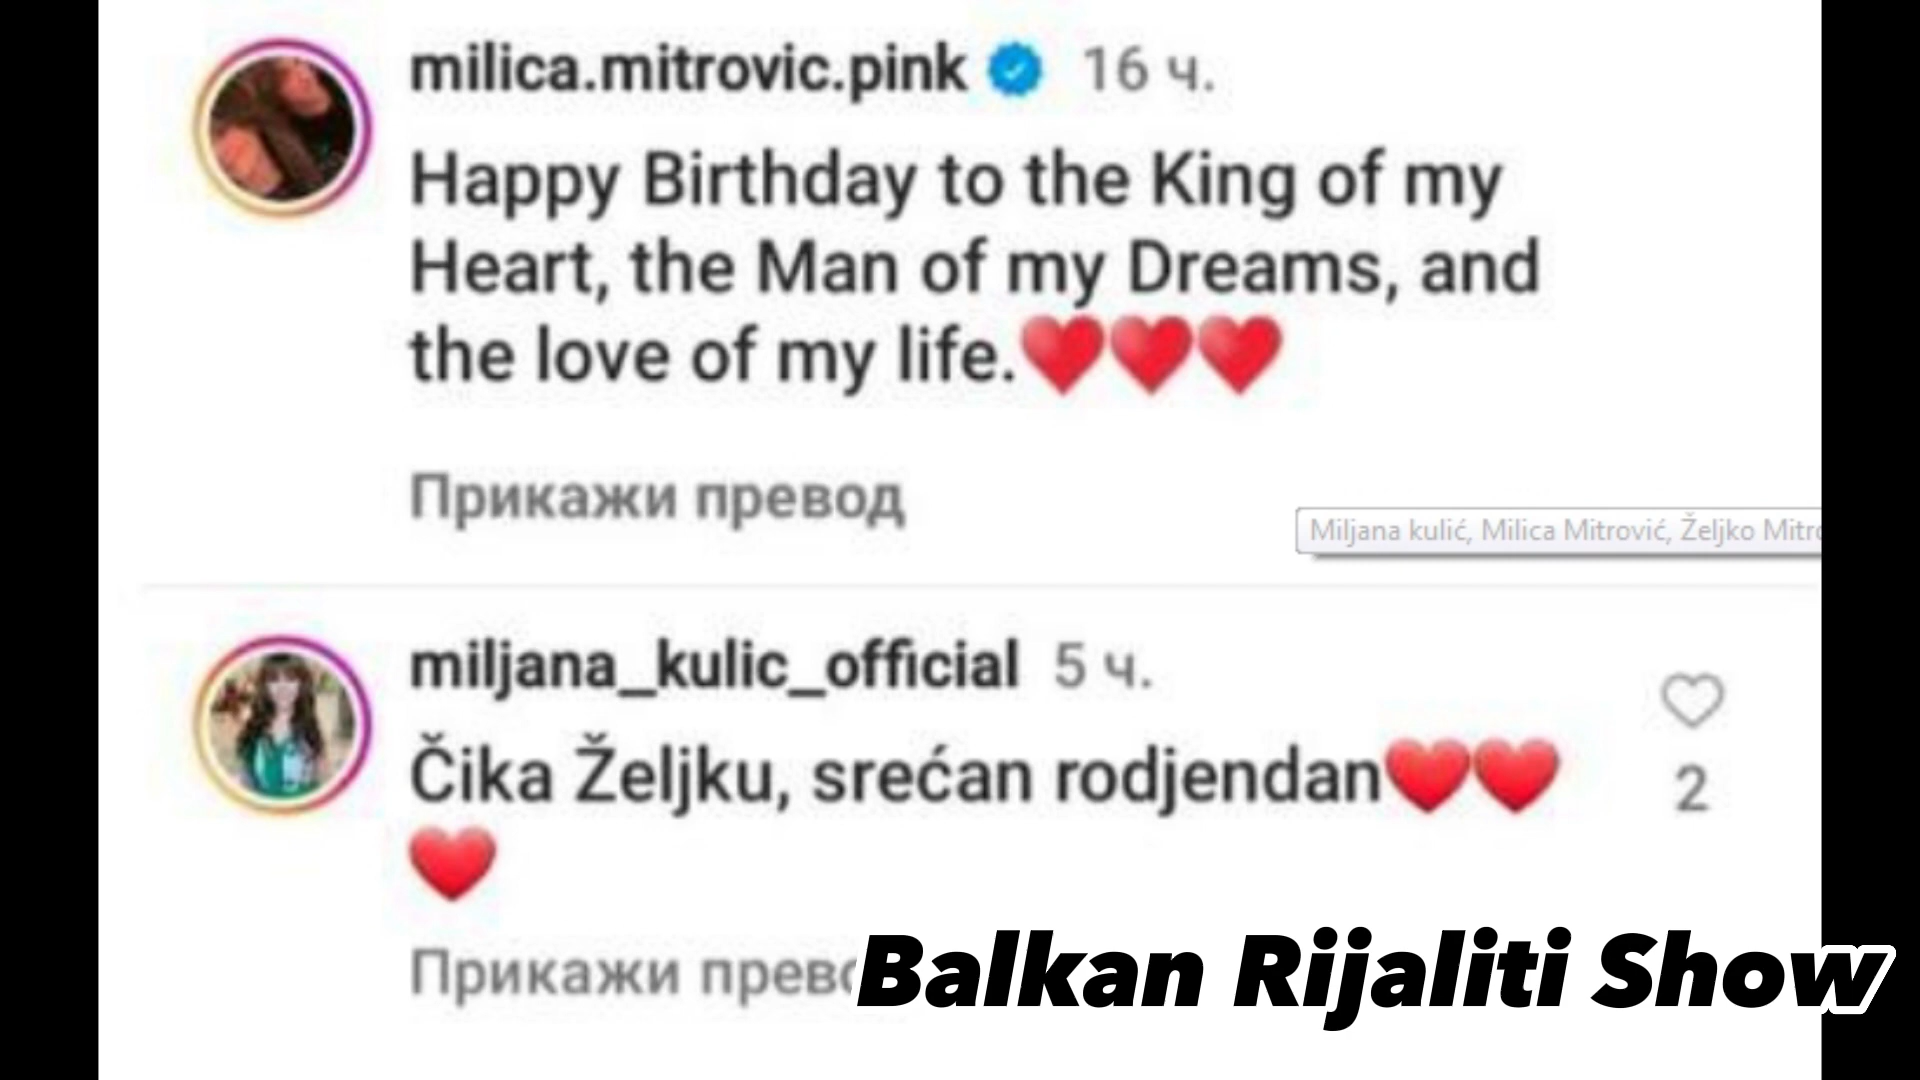 milica.mitrovic.pink 16 ч.
Happy Birthday to the King of my
Heart, the Man of my Dreams, and
the love of my life.❤️❤️❤️
Прикажи превод
Miljana kulić, Milica Mitrović, Željko
miljana_kulic_official 5 ч.
Čika Željku, srećan rodjendan❤️❤️
❤️
2
Прикажи
Balkan Rijaliti Show